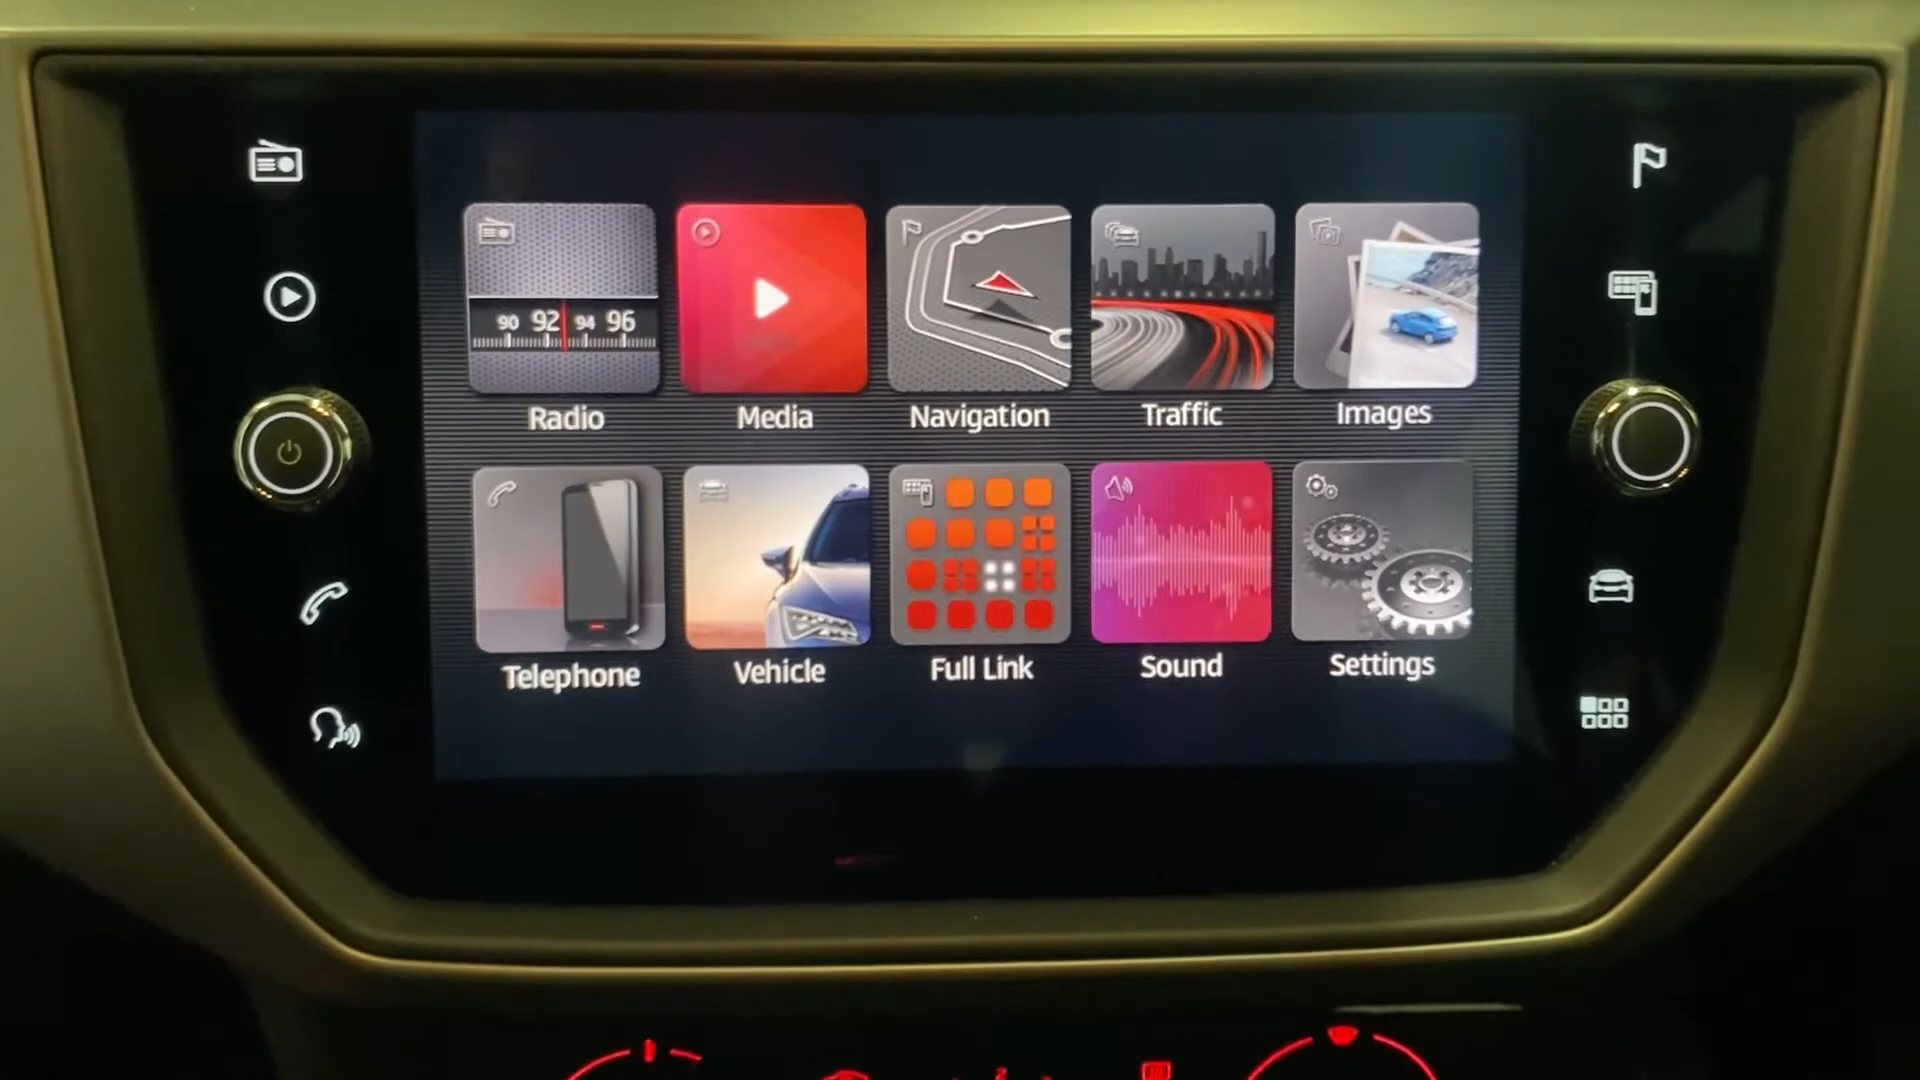 90 92 94 96
Radio Media Navigation Traffic Images
Telephone Vehicle Full Link Sound Settings